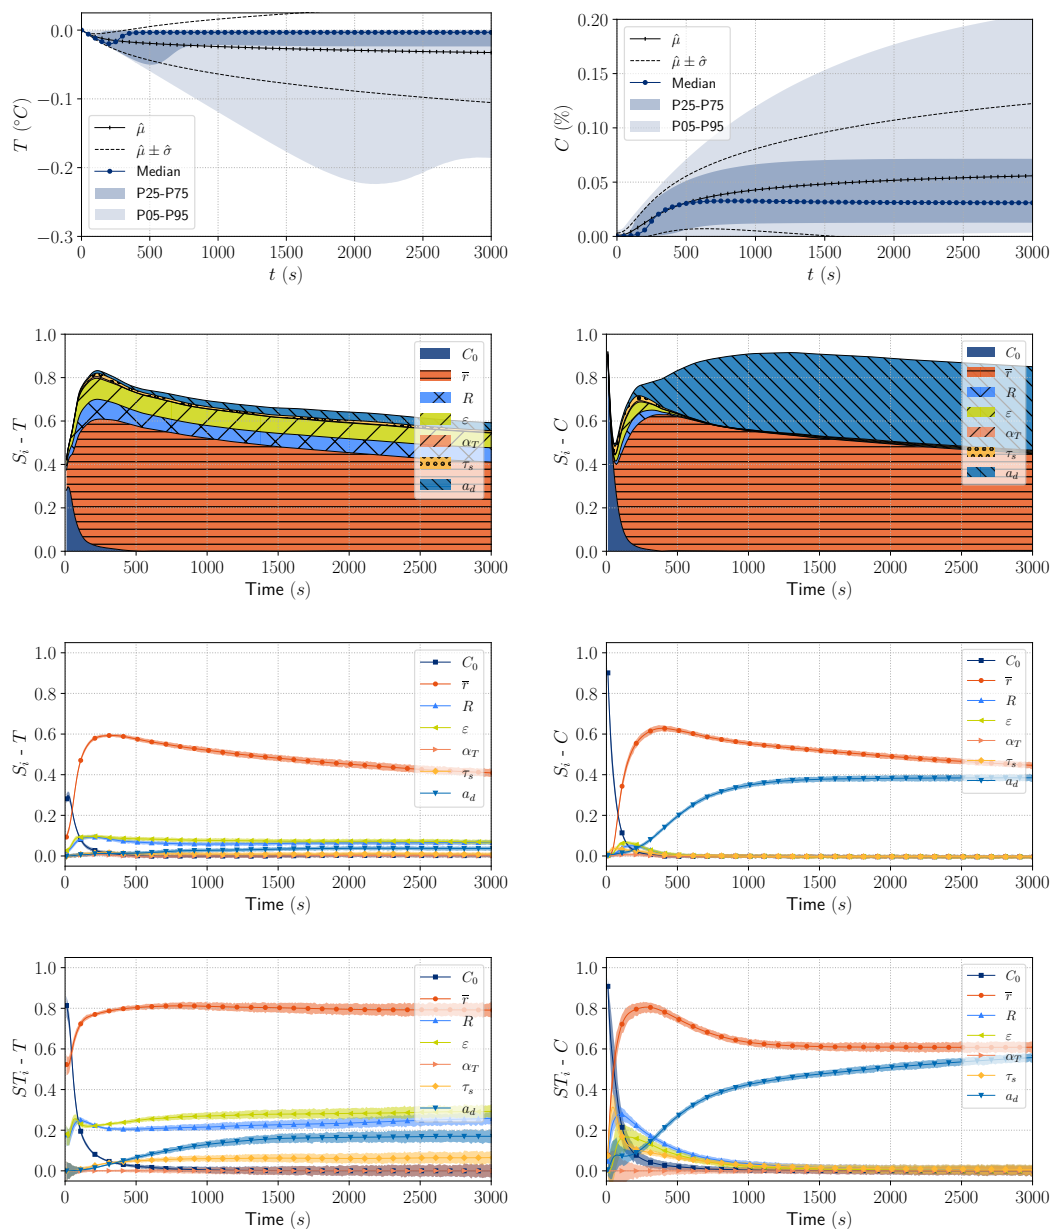 0.0
−0.1
−0.2
−0.3
T (°C)
μ̂
μ̂ ± σ̂
Median
P25-P75
P05-P95
0 500 1000 1500 2000 2500 3000
t (s)
0.20
0.15
0.10
0.05
0.00
C (%)
μ̂
μ̂ ± σ̂
Median
P25-P75
P05-P95
0 500 1000 1500 2000 2500 3000
t (s)
1.0
0.8
0.6
0.4
0.2
0.0
S_i - T
C_0
r̅
R
ε
α_T
τ_s
a_d
0 500 1000 1500 2000 2500 3000
Time (s)
1.0
0.8
0.6
0.4
0.2
0.0
S_i - C
C_0
r̅
R
ε
α_T
τ_s
a_d
0 500 1000 1500 2000 2500 3000
Time (s)
1.0
0.8
0.6
0.4
0.2
0.0
S_i - T
C_0
r̅
R
ε
α_T
τ_s
a_d
0 500 1000 1500 2000 2500 3000
Time (s)
1.0
0.8
0.6
0.4
0.2
0.0
S_i - C
C_0
r̅
R
ε
α_T
τ_s
a_d
0 500 1000 1500 2000 2500 3000
Time (s)
1.0
0.8
0.6
0.4
0.2
0.0
ST_i - T
C_0
r̅
R
ε
α_T
τ_s
a_d
0 500 1000 1500 2000 2500 3000
Time (s)
1.0
0.8
0.6
0.4
0.2
0.0
ST_i - C
C_0
r̅
R
ε
α_T
τ_s
a_d
0 500 1000 1500 2000 2500 3000
Time (s)